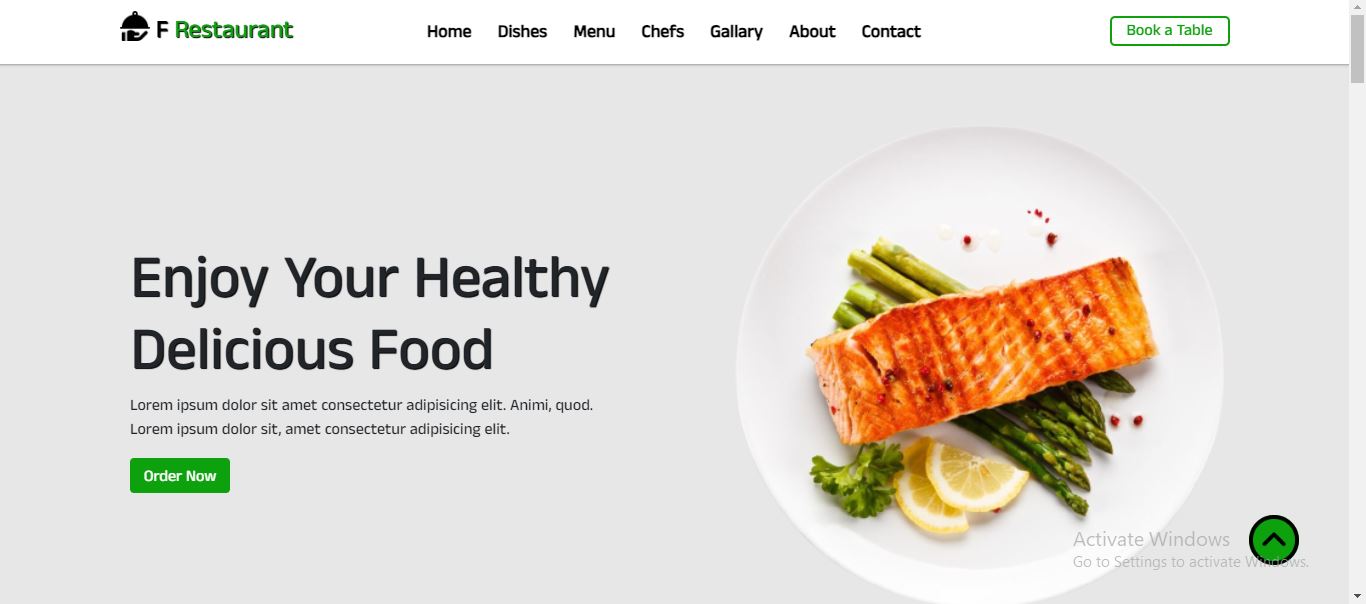 F Restaurant
Home Dishes Menu Chefs Gallary About Contact
Book a Table
Enjoy Your Healthy
Delicious Food
Lorem ipsum dolor sit amet consectetur adipisicing elit. Animi, quod.
Lorem ipsum dolor sit, amet consectetur adipisicing elit.
Order Now
Activate Windows
Go to Settings to activate Windows.